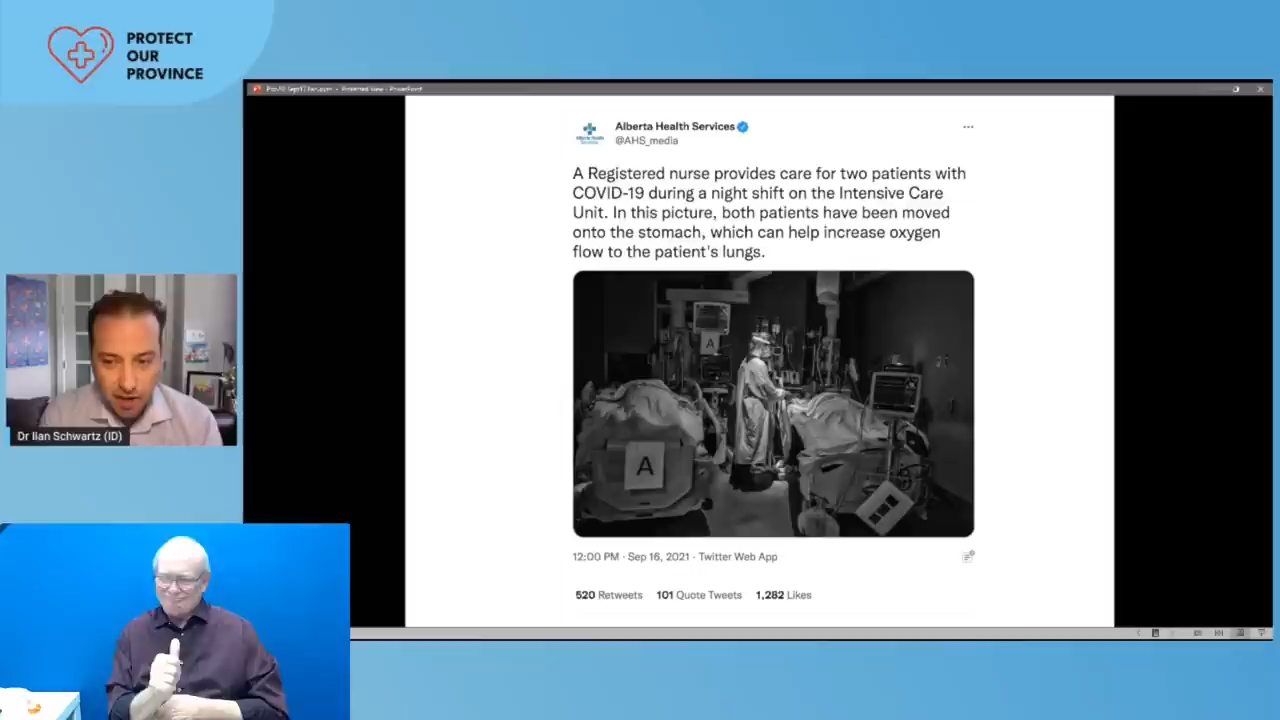 PROTECT
OUR
PROVINCE
Protected View - PowerPoint
Alberta Health Services
@AHS_media
A Registered nurse provides care for two patients with
COVID-19 during a night shift on the Intensive Care
Unit. In this picture, both patients have been moved
onto the stomach, which can help increase oxygen
flow to the patient's lungs.
A
A
12:00 PM · Sep 16, 2021 · Twitter Web App
520 Retweets 101 Quote Tweets 1,282 Likes
Dr Ilan Schwartz (ID)